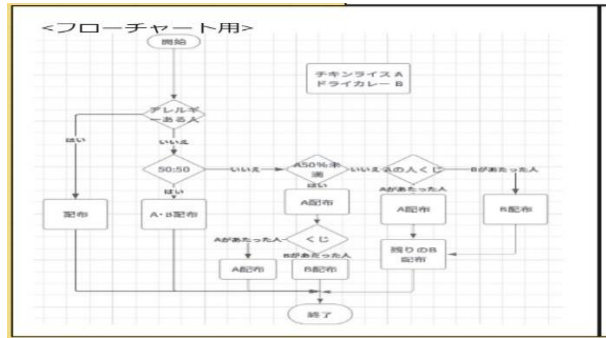 <フローチャート用>
開始
チキンライス A
ドライカレー B
アレルギ
ーある人
はい
いいえ
50:50
いいえ
A50%未
満
いいえ
Aの人くじ
Bがあたった人
はい
はい
Aがあたった人
配布
A・B配布
A配布
A配布
B配布
くじ
Aがあたった人
Bがあたった人
残りのB
配布
A配布
B配布
終了